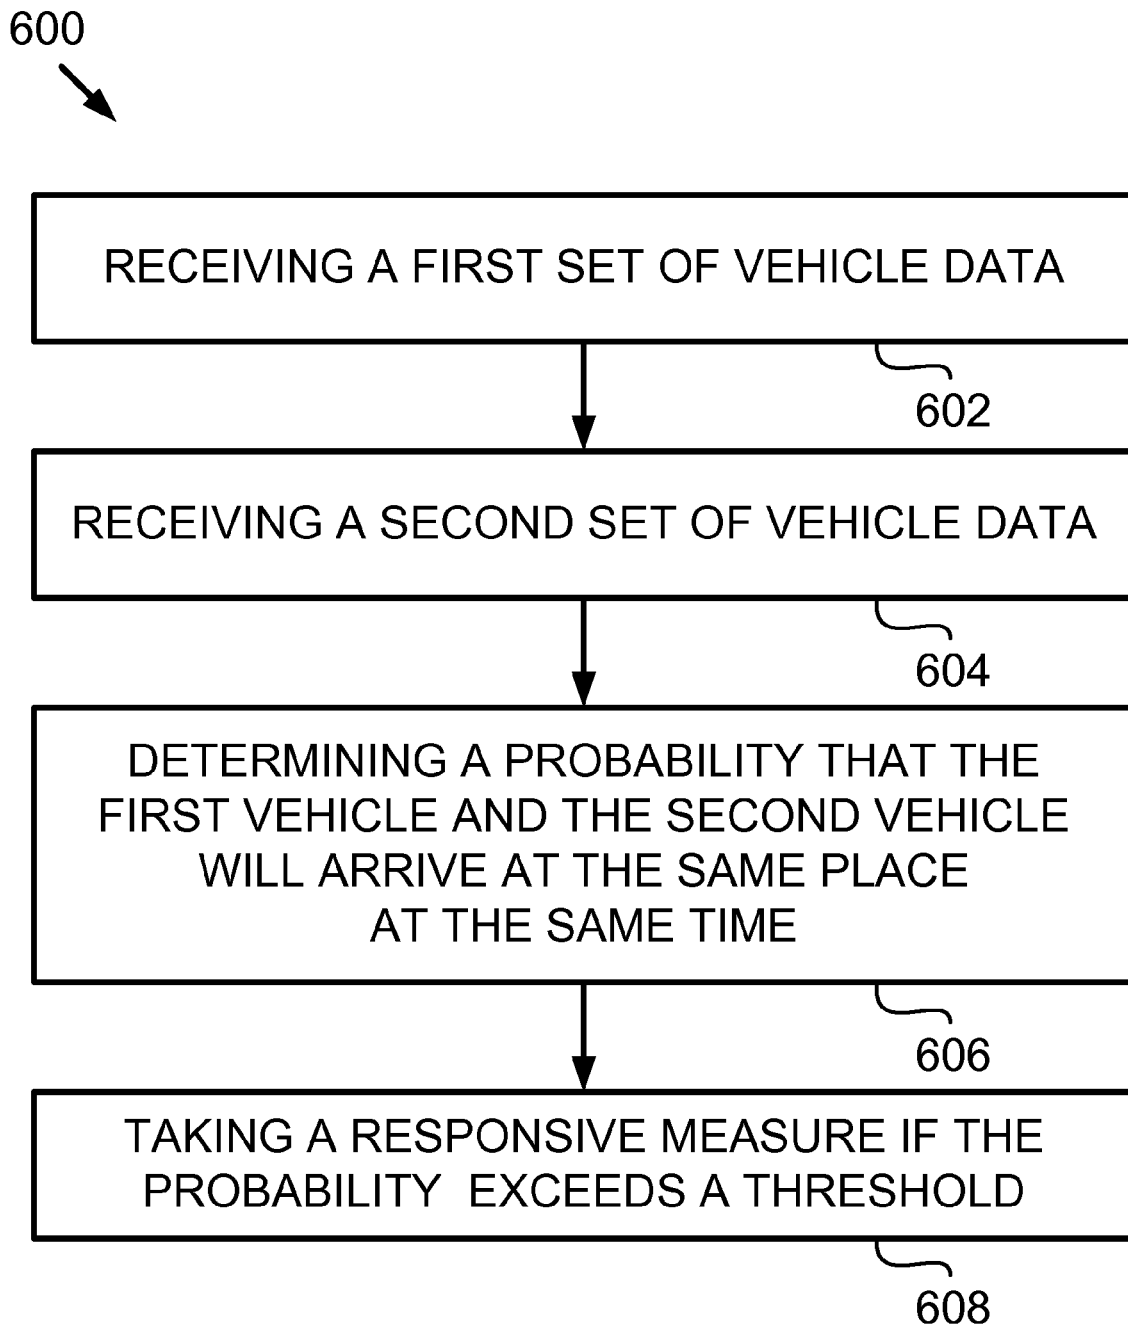 600
RECEIVING A FIRST SET OF VEHICLE DATA
602
RECEIVING A SECOND SET OF VEHICLE DATA
604
DETERMINING A PROBABILITY THAT THE
FIRST VEHICLE AND THE SECOND VEHICLE
WILL ARRIVE AT THE SAME PLACE
AT THE SAME TIME
606
TAKING A RESPONSIVE MEASURE IF THE
PROBABILITY EXCEEDS A THRESHOLD
608